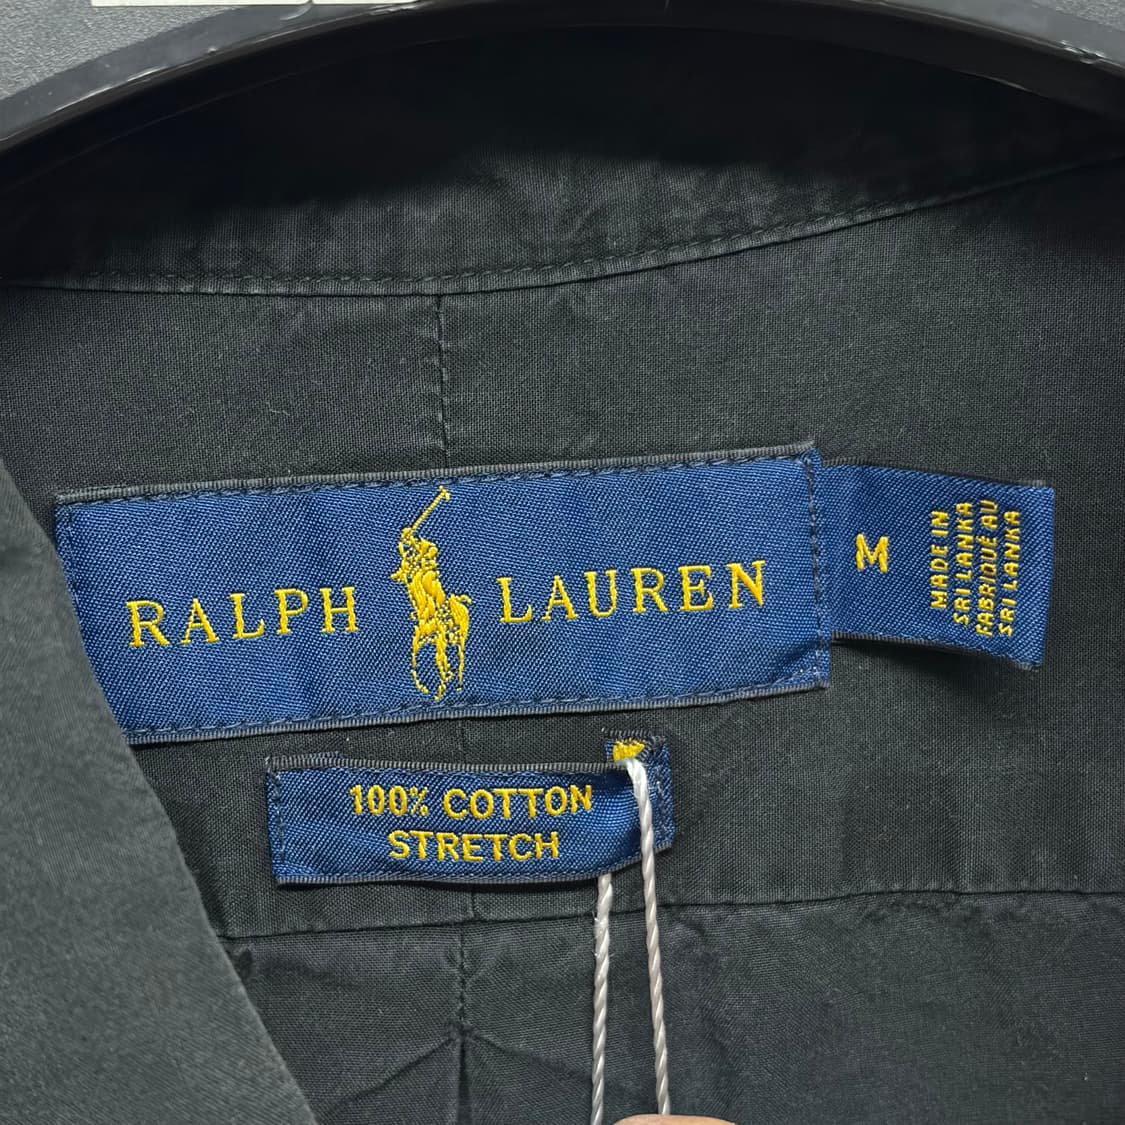 RALPH LAUREN
M
MADE IN
SRI LANKA
FABRIQUÉ AU
SRI LANKA
100% COTTON
STRETCH